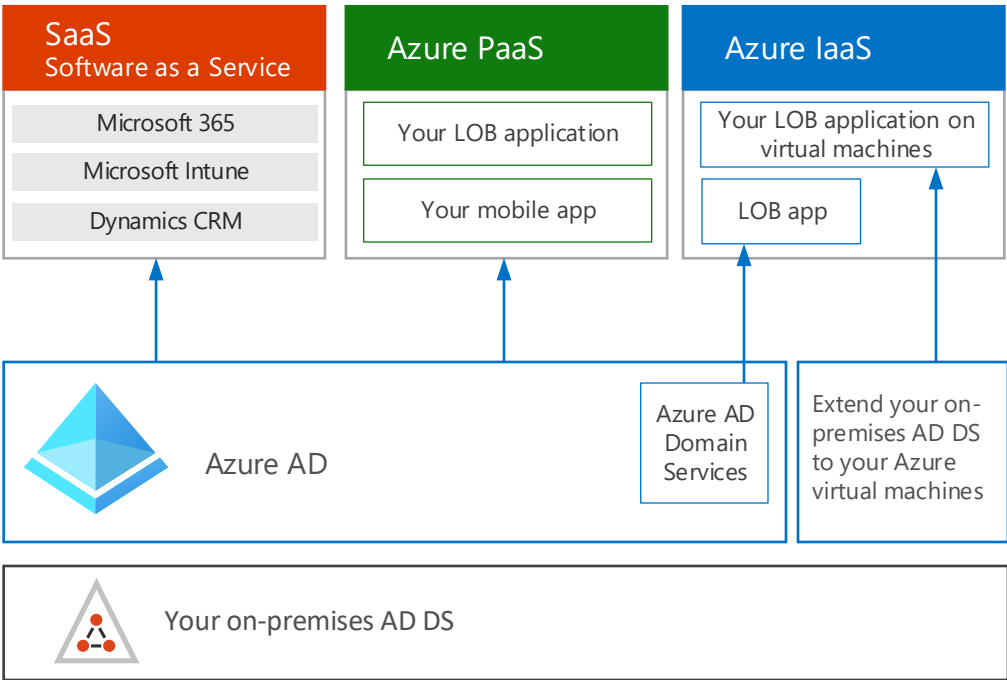 SaaS
Software as a Service
Microsoft 365
Microsoft Intune
Dynamics CRM
Azure PaaS
Your LOB application
Your mobile app
Azure IaaS
Your LOB application on
virtual machines
LOB app
Azure AD
Azure AD
Domain
Services
Extend your on-
premises AD DS
to your Azure
virtual machines
Your on-premises AD DS